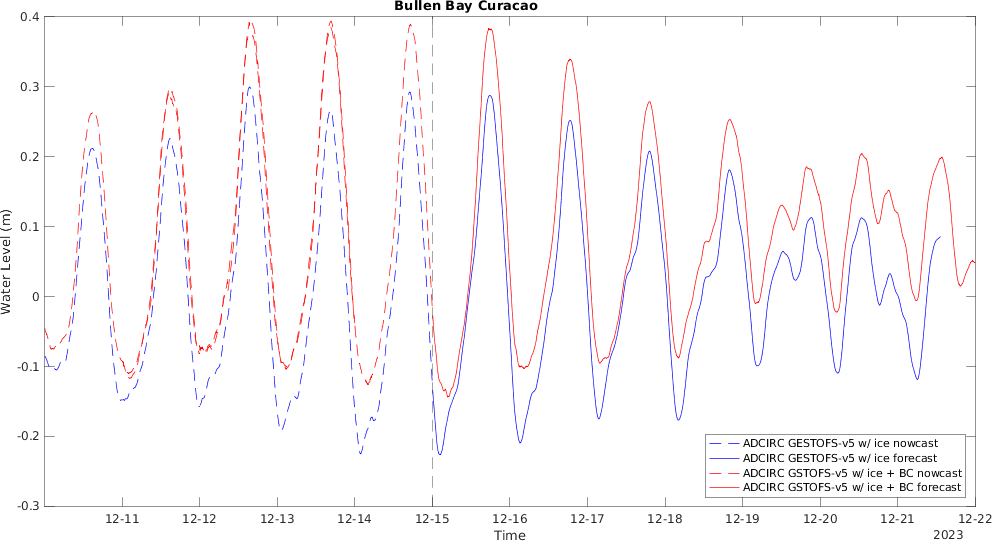 Bullen Bay Curacao
Water Level (m)
0.4
0.3
0.2
0.1
0
-0.1
-0.2
-0.3
ADCIRC GESTOFS-v5 w/ ice nowcast
ADCIRC GESTOFS-v5 w/ ice forecast
ADCIRC GSTOFS-v5 w/ ice + BC nowcast
ADCIRC GSTOFS-v5 w/ ice + BC forecast
12-11 12-12 12-13 12-14 12-15 12-16 12-17 12-18 12-19 12-20 12-21 12-22
Time
2023